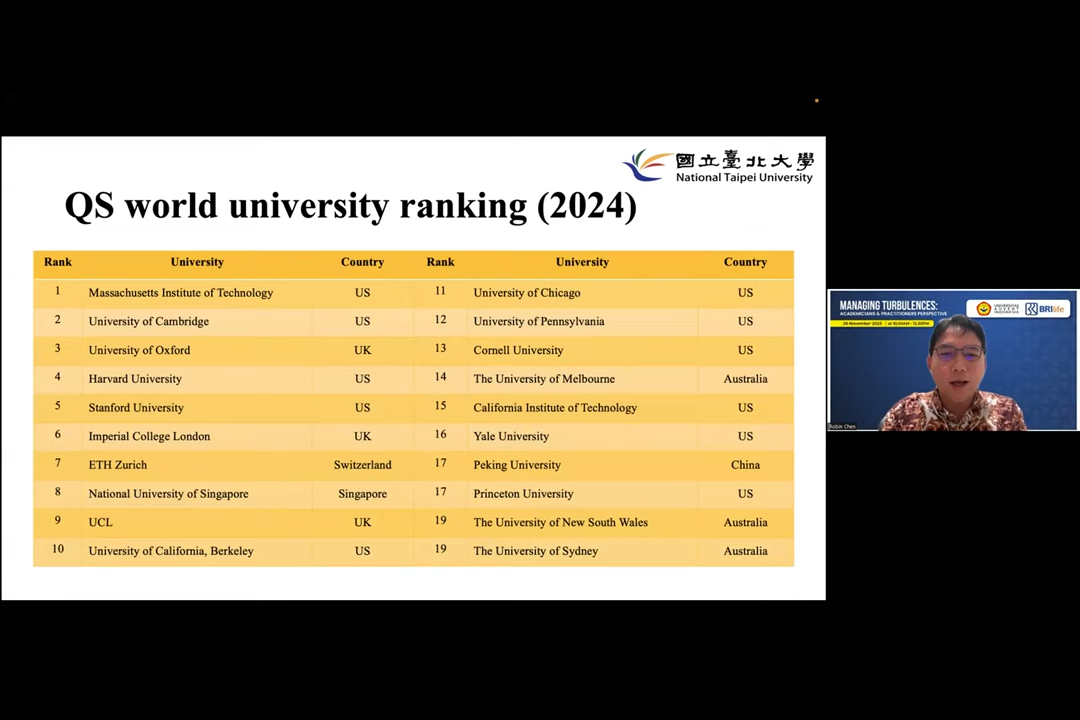 國立臺北大學
National Taipei University
QS world university ranking (2024)
Rank University Country Rank University Country
1 Massachusetts Institute of Technology US 11 University of Chicago US
2 University of Cambridge US 12 University of Pennsylvania US
3 University of Oxford UK 13 Cornell University US
4 Harvard University US 14 The University of Melbourne Australia
5 Stanford University US 15 California Institute of Technology US
6 Imperial College London UK 16 Yale University US
7 ETH Zurich Switzerland 17 Peking University China
8 National University of Singapore Singapore 17 Princeton University US
9 UCL UK 19 The University of New South Wales Australia
10 University of California, Berkeley US 19 The University of Sydney Australia
MANAGING TURBULENCES:
ACADEMICIANS & PRACTITIONERS PERSPECTIVE
UNIVERSITAS
INDONESIA
BRI life
Robin Chen